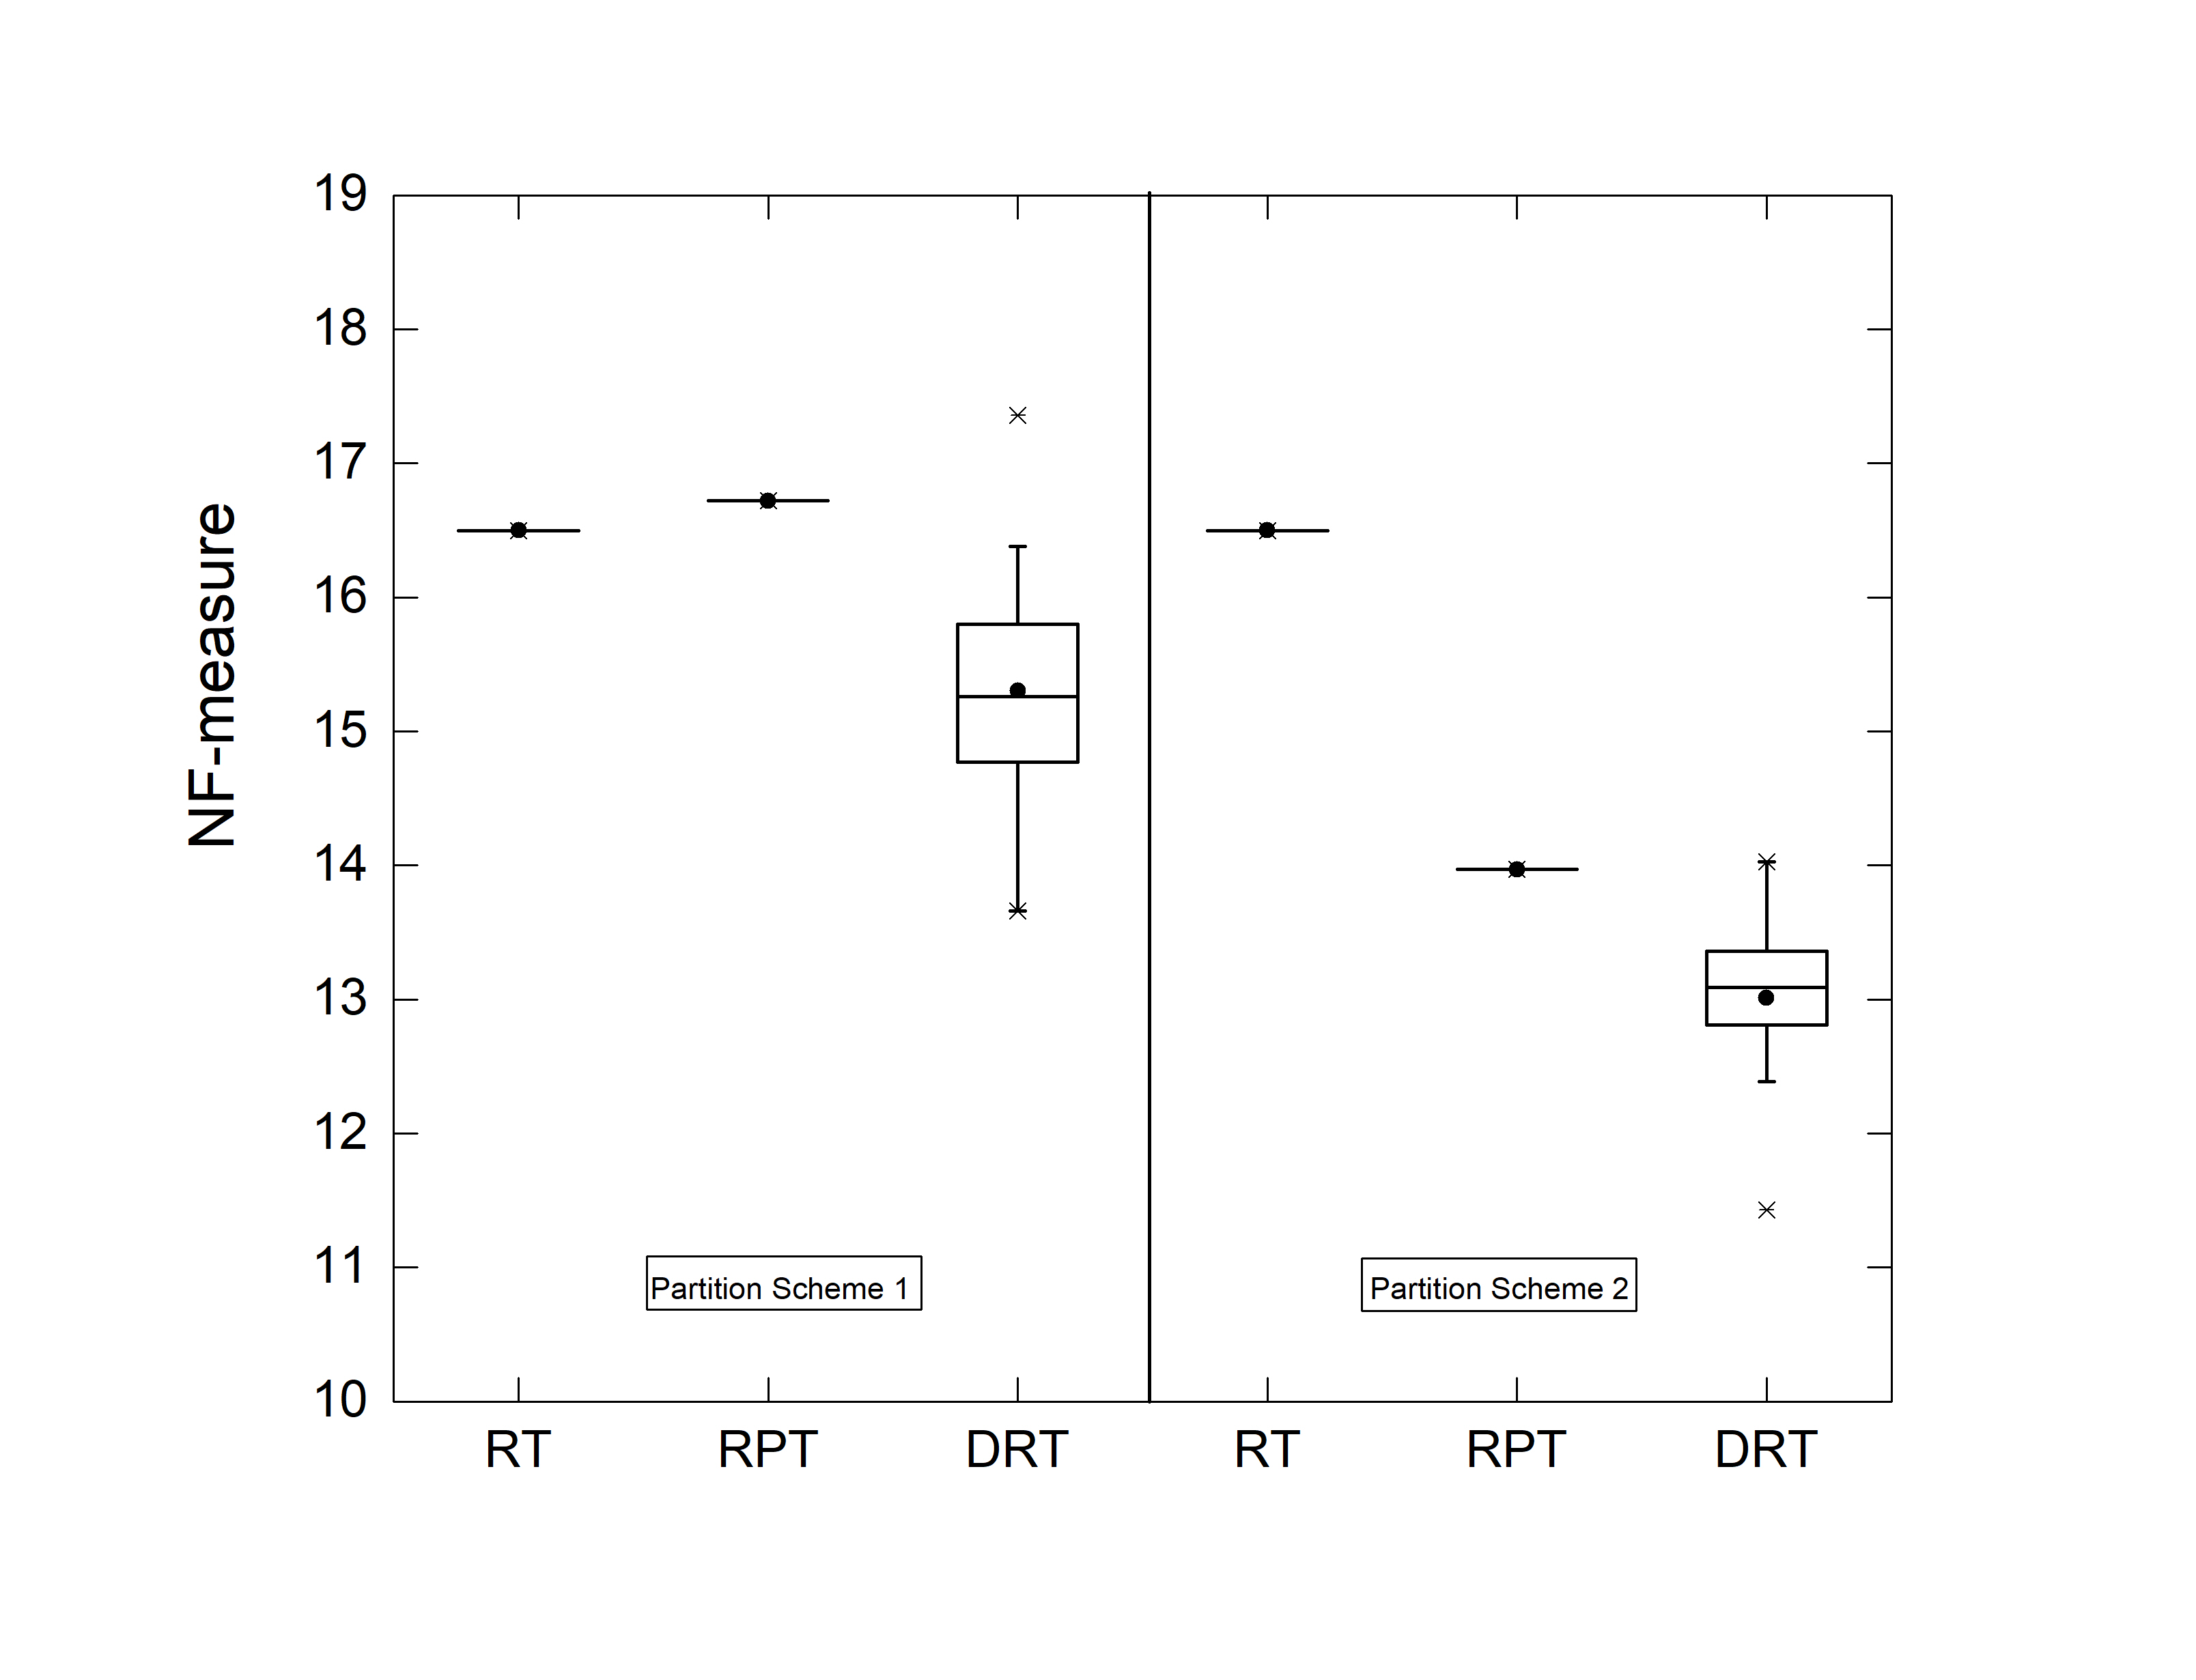 NF-measure
19
18
17
16
15
14
13
12
11
10
Partition Scheme 1
Partition Scheme 2
RT RPT DRT RT RPT DRT